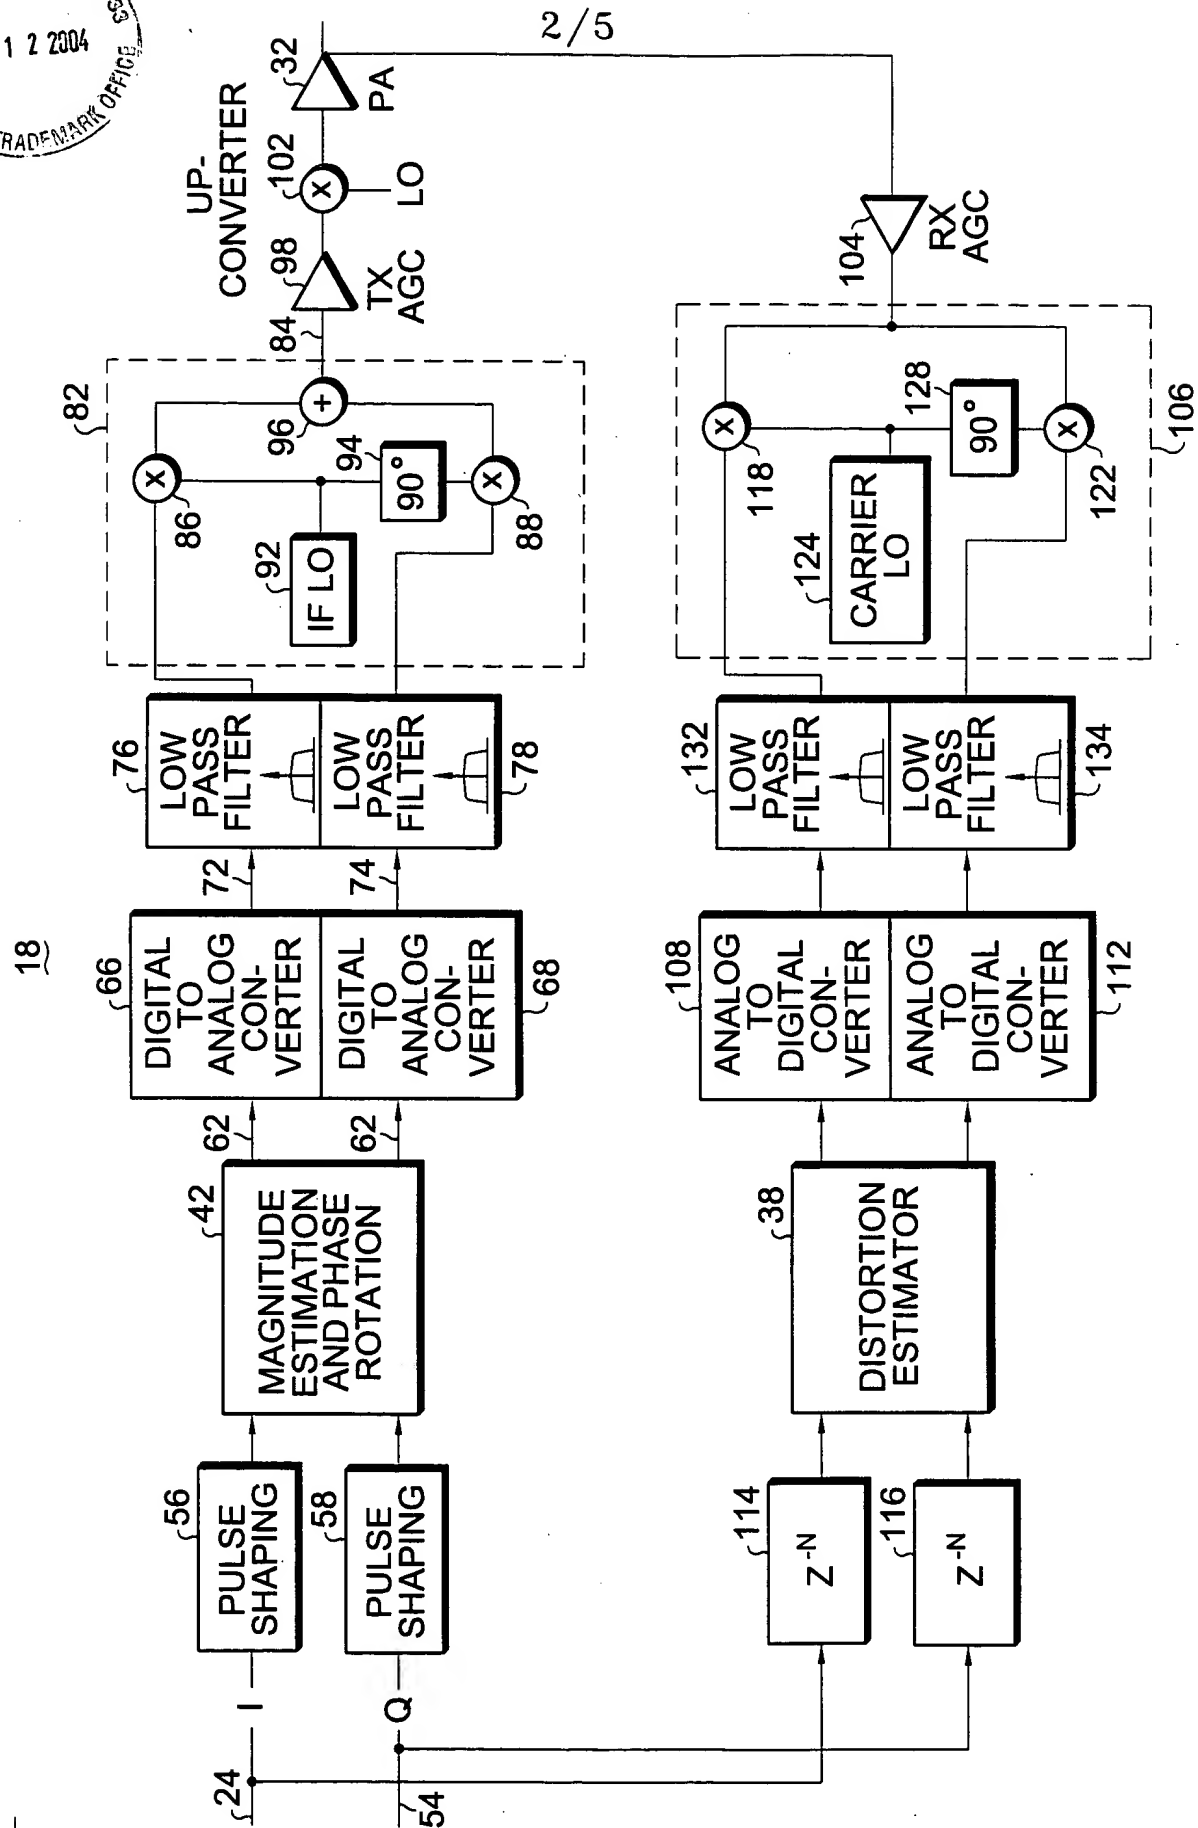 33
1 2 2004
TRADEMARK OFFICE
2/5
18
24
I
54
Q
56
PULSE
SHAPING
58
PULSE
SHAPING
42
MAGNITUDE
ESTIMATION
AND PHASE
ROTATION
62
62
66
DIGITAL
TO
ANALOG
CON-
VERTER
DIGITAL
TO
ANALOG
CON-
VERTER
68
72
74
76
LOW
PASS
FILTER
LOW
PASS
FILTER
78
82
86
X
92
IF LO
94
90°
88
X
96
+
84
98
TX
AGC
UP-
CONVERTER
102
X
LO
32
PA
114
Z-N
116
Z-N
38
DISTORTION
ESTIMATOR
108
ANALOG
TO
DIGITAL
CON-
VERTER
ANALOG
TO
DIGITAL
CON-
VERTER
112
132
LOW
PASS
FILTER
LOW
PASS
FILTER
134
124
CARRIER
LO
118
X
128
90°
122
X
106
104
RX
AGC